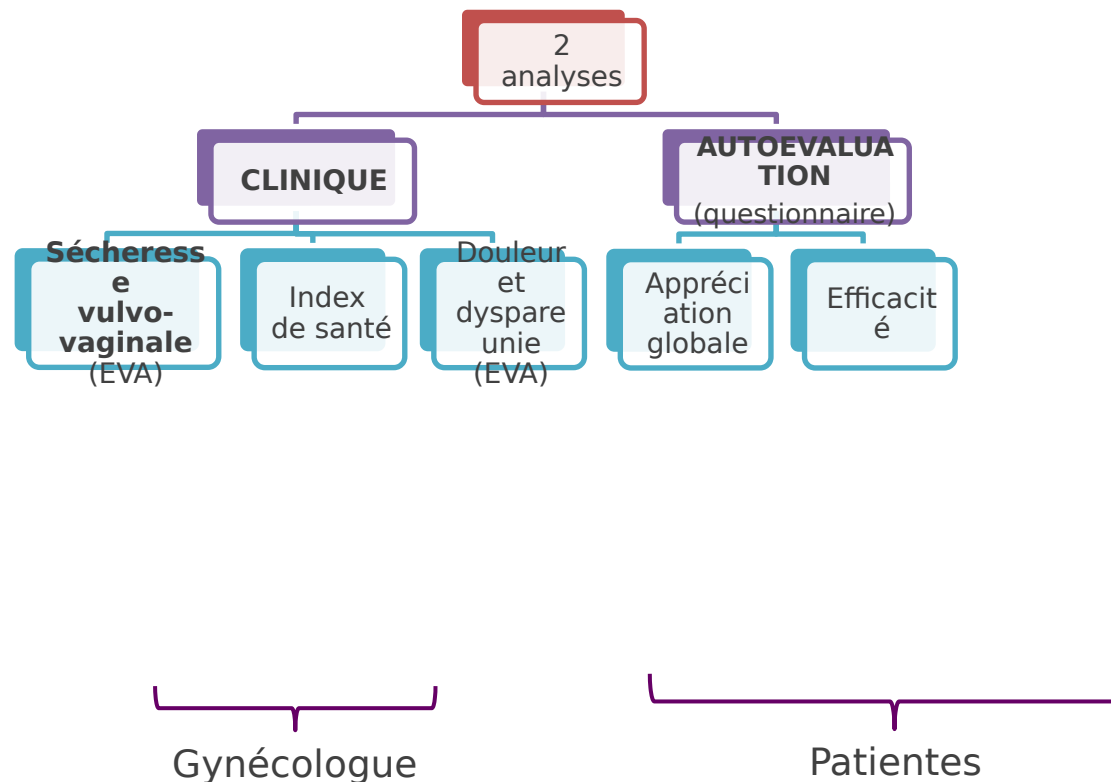 2
analyses
CLINIQUE
AUTOEVALUA
TION
(questionnaire)
Sécheress
e
vulvo-
vaginale
(EVA)
Index
de santé
Douleur
et
dyspare
unie
(EVA)
Appréci
ation
globale
Efficacit
é
Gynécologue
Patientes